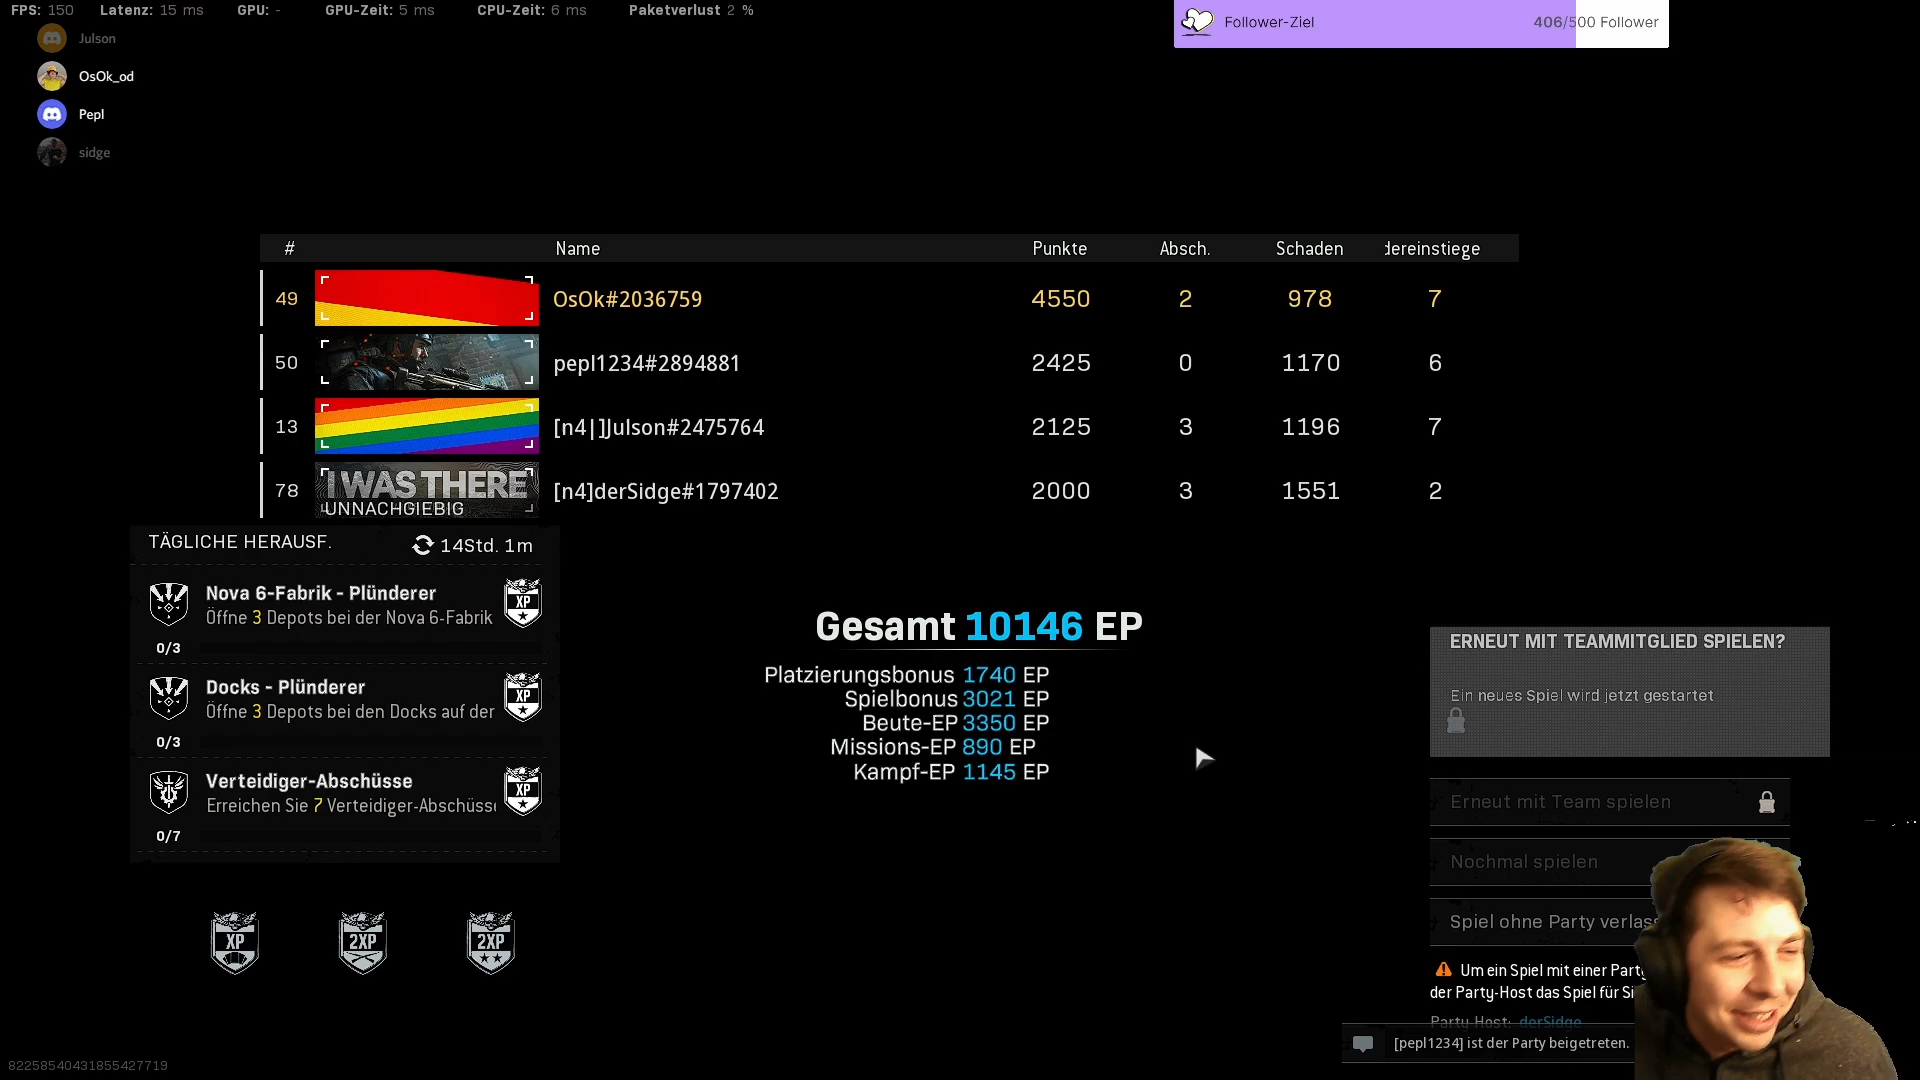 FPS: 150 Latenz: 15 ms GPU: - GPU-Zeit: 5 ms CPU-Zeit: 6 ms Paketverlust 2 %
Follower-Ziel 406/500 Follower
Julson
OsOk_od
Pepl
sidge
# Name Punkte Absch. Schaden dereinstiege
49 OsOk#2036759 4550 2 978 7
50 pepl1234#2894881 2425 0 1170 6
13 [n4|]Julson#2475764 2125 3 1196 7
78 I WAS THERE [n4]derSidge#1797402 2000 3 1551 2
UNNACHGIEBIG
TÄGLICHE HERAUSF. 14Std. 1m
Nova 6-Fabrik - Plünderer
Öffne 3 Depots bei der Nova 6-Fabrik
XP
0/3
Docks - Plünderer
Öffne 3 Depots bei den Docks auf der
XP
0/3
Verteidiger-Abschüsse
Erreichen Sie 7 Verteidiger-Abschüsse
XP
0/7
XP 2XP 2XP
Gesamt 10146 EP
Platzierungsbonus 1740 EP
Spielbonus 3021 EP
Beute-EP 3350 EP
Missions-EP 890 EP
Kampf-EP 1145 EP
ERNEUT MIT TEAMMITGLIED SPIELEN?
Ein neues Spiel wird jetzt gestartet
Erneut mit Team spielen
Nochmal spielen
Spiel ohne Party verlass
Um ein Spiel mit einer Party
der Party-Host das Spiel für Si
Party Host: derSidge
[pepl1234] ist der Party beigetreten.
82258540431855427719